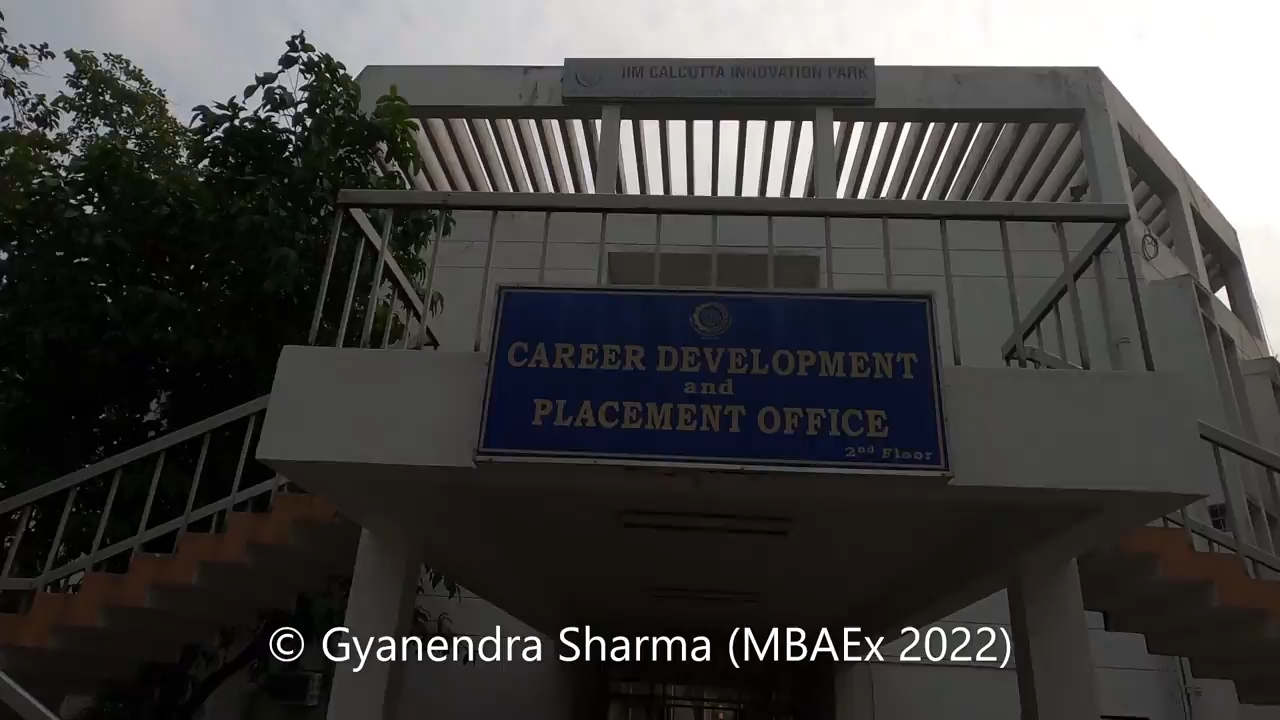 IIM CALCUTTA INNOVATION PARK
CAREER DEVELOPMENT
and
PLACEMENT OFFICE
2nd Floor
© Gyanendra Sharma (MBAEx 2022)